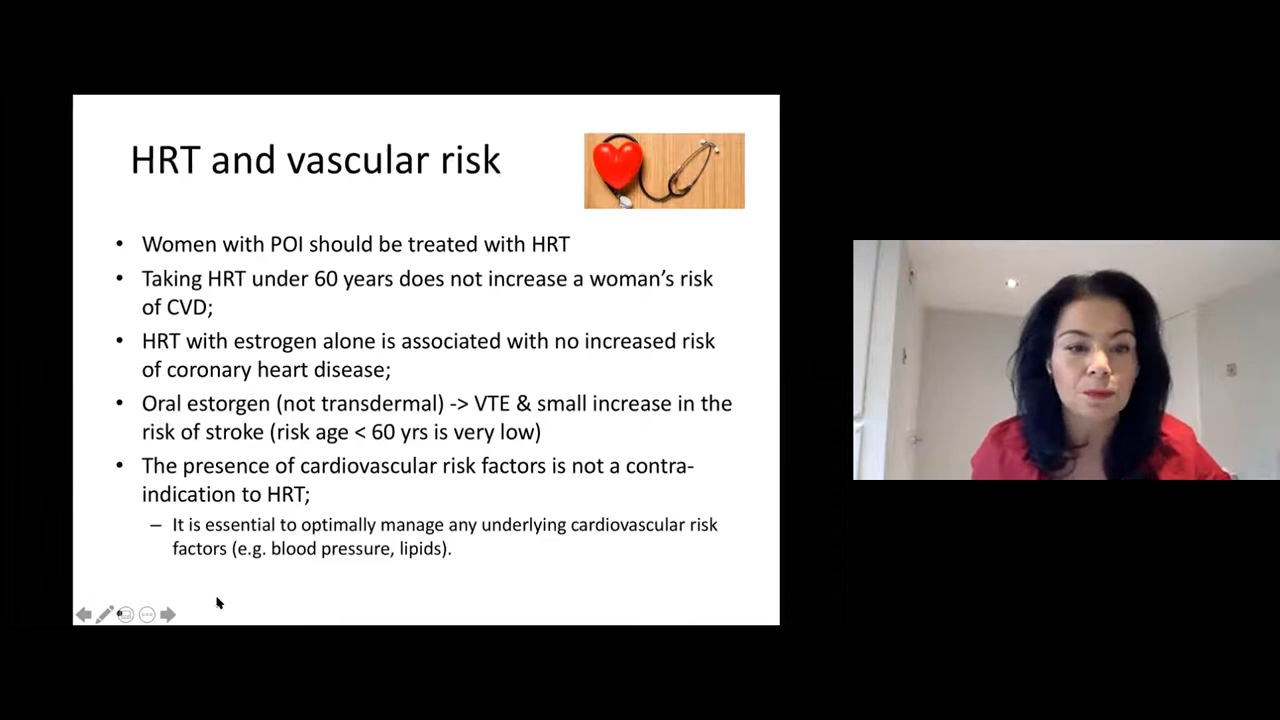 HRT and vascular risk
• Women with POI should be treated with HRT
• Taking HRT under 60 years does not increase a woman’s risk
of CVD;
• HRT with estrogen alone is associated with no increased risk
of coronary heart disease;
• Oral estorgen (not transdermal) -> VTE & small increase in the
risk of stroke (risk age < 60 yrs is very low)
• The presence of cardiovascular risk factors is not a contra-
indication to HRT;
– It is essential to optimally manage any underlying cardiovascular risk
factors (e.g. blood pressure, lipids).